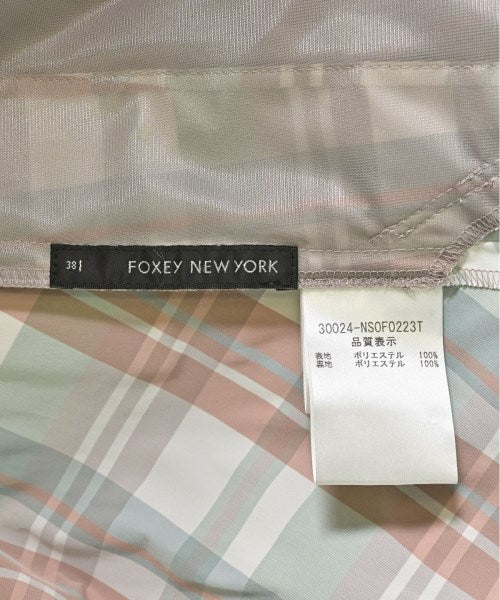 38
FOXEY NEW YORK
30024-NSOF0223T
品質表示
表地 ポリエステル 100%
裏地 ポリエステル 100%